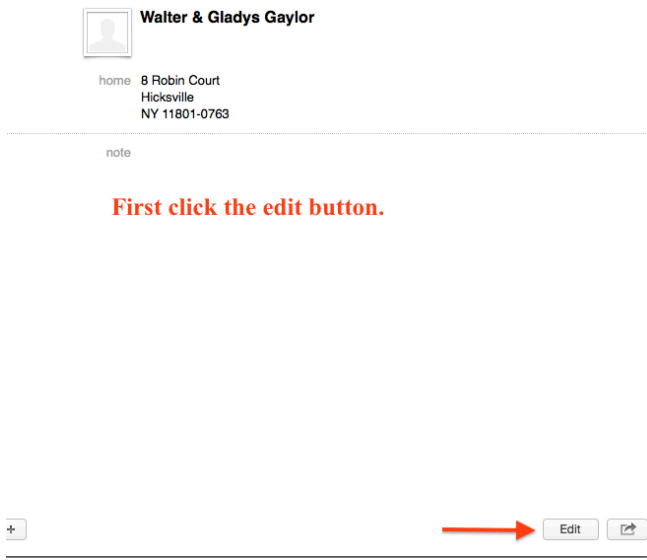 Walter & Gladys Gaylor
home 8 Robin Court
Hicksville
NY 11801-0763
note
First click the edit button.
+ Edit